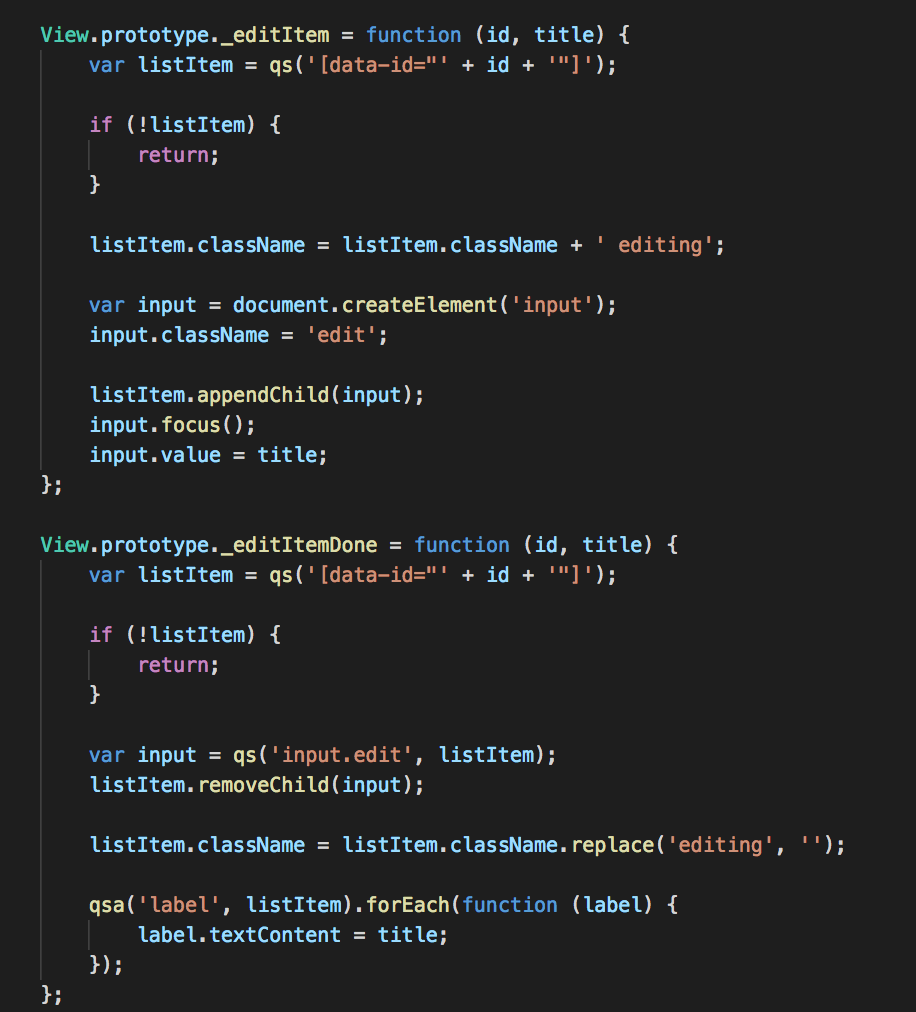 View.prototype._editItem = function (id, title) {
    var listItem = qs('[data-id="' + id + '"]');

    if (!listItem) {
        return;
    }

    listItem.className = listItem.className + ' editing';

    var input = document.createElement('input');
    input.className = 'edit';

    listItem.appendChild(input);
    input.focus();
    input.value = title;
};

View.prototype._editItemDone = function (id, title) {
    var listItem = qs('[data-id="' + id + '"]');

    if (!listItem) {
        return;
    }

    var input = qs('input.edit', listItem);
    listItem.removeChild(input);

    listItem.className = listItem.className.replace('editing', '');

    qsa('label', listItem).forEach(function (label) {
        label.textContent = title;
    });
};